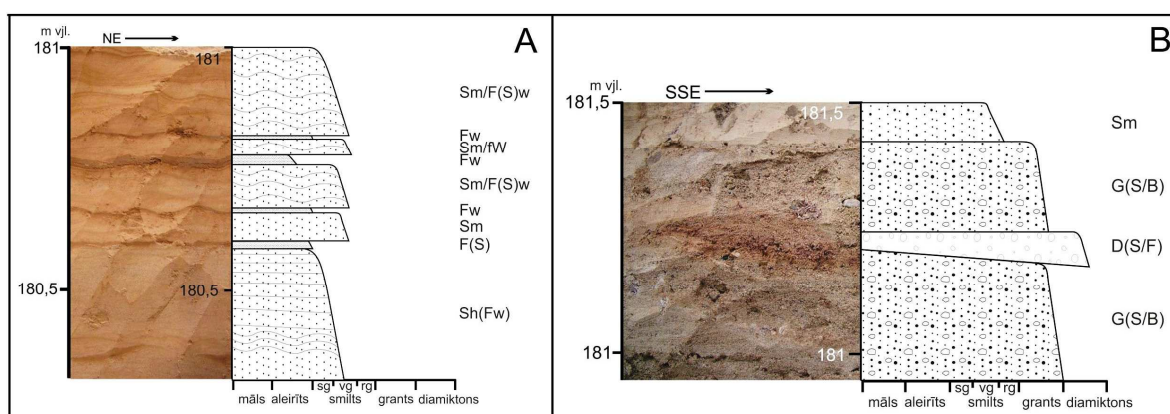 m vjl.
NE
A
181
181
Sm/F(S)w
Fw
Sm/fW
Fw
Sm/F(S)w
Fw
Sm
F(S)
180,5
180,5
Sh(Fw)
sg vg rg
māls aleirīts smilts grants diamiktons
B
m vjl.
SSE
181,5
181,5
Sm
G(S/B)
D(S/F)
G(S/B)
181
181
sg vg rg
māls aleirīts smilts grants diamiktons